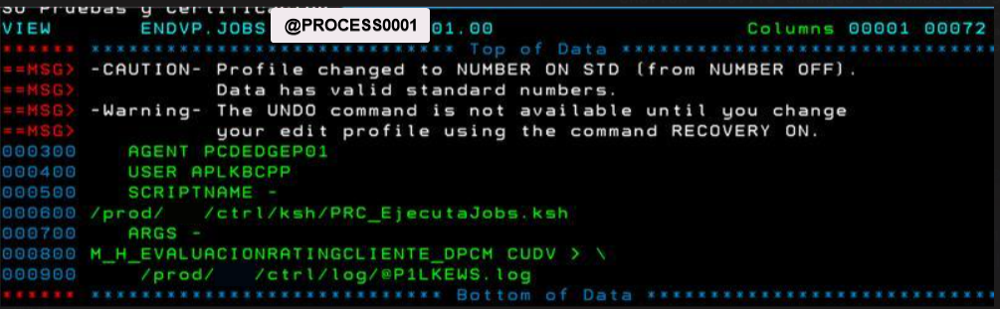 SO Pruebas y Certificación
VIEW ENDVP.JOBS @PROCESS0001 01.00 Columns 00001 00072
****** **************************** Top of Data ****************************
==MSG> -CAUTION- Profile changed to NUMBER ON STD (from NUMBER OFF).
==MSG> Data has valid standard numbers.
==MSG> -Warning- The UNDO command is not available until you change
==MSG> your edit profile using the command RECOVERY ON.
000300 AGENT PCDEDGEP01
000400 USER APLKBCPP
000500 SCRIPTNAME -
000600 /prod/ /ctrl/ksh/PRC_EjecutaJobs.ksh
000700 ARGS -
000800 M_H_EVALUACIONRATINGCLIENTE_DPCM CUDV > \
000900 /prod/ /ctrl/log/@P1LKEWS.log
****** *************************** Bottom of Data ***************************